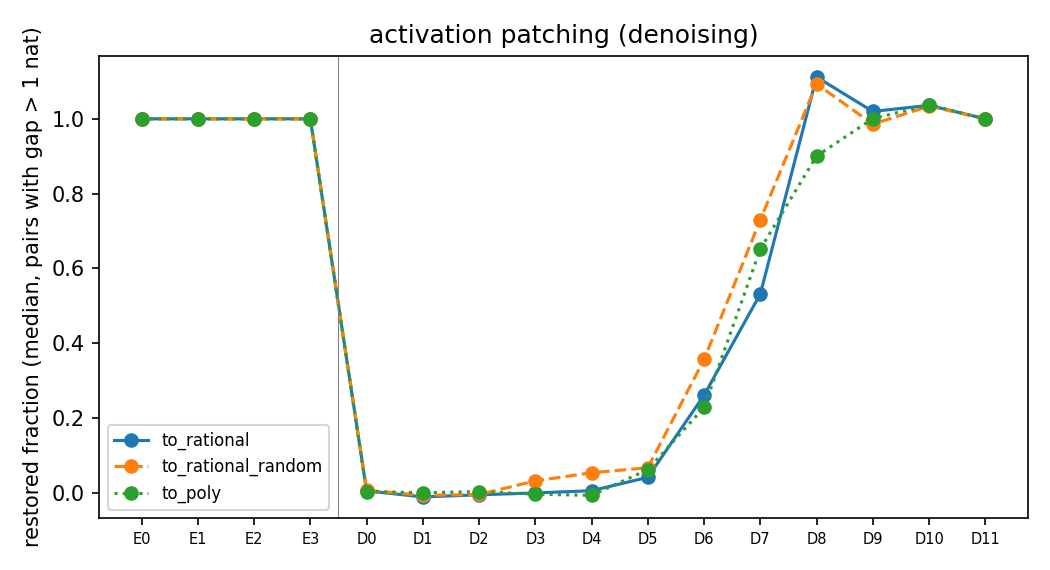 activation patching (denoising)
restored fraction (median, pairs with gap > 1 nat)
1.0
0.8
0.6
0.4
0.2
0.0
to_rational
to_rational_random
to_poly
E0 E1 E2 E3 D0 D1 D2 D3 D4 D5 D6 D7 D8 D9 D10 D11